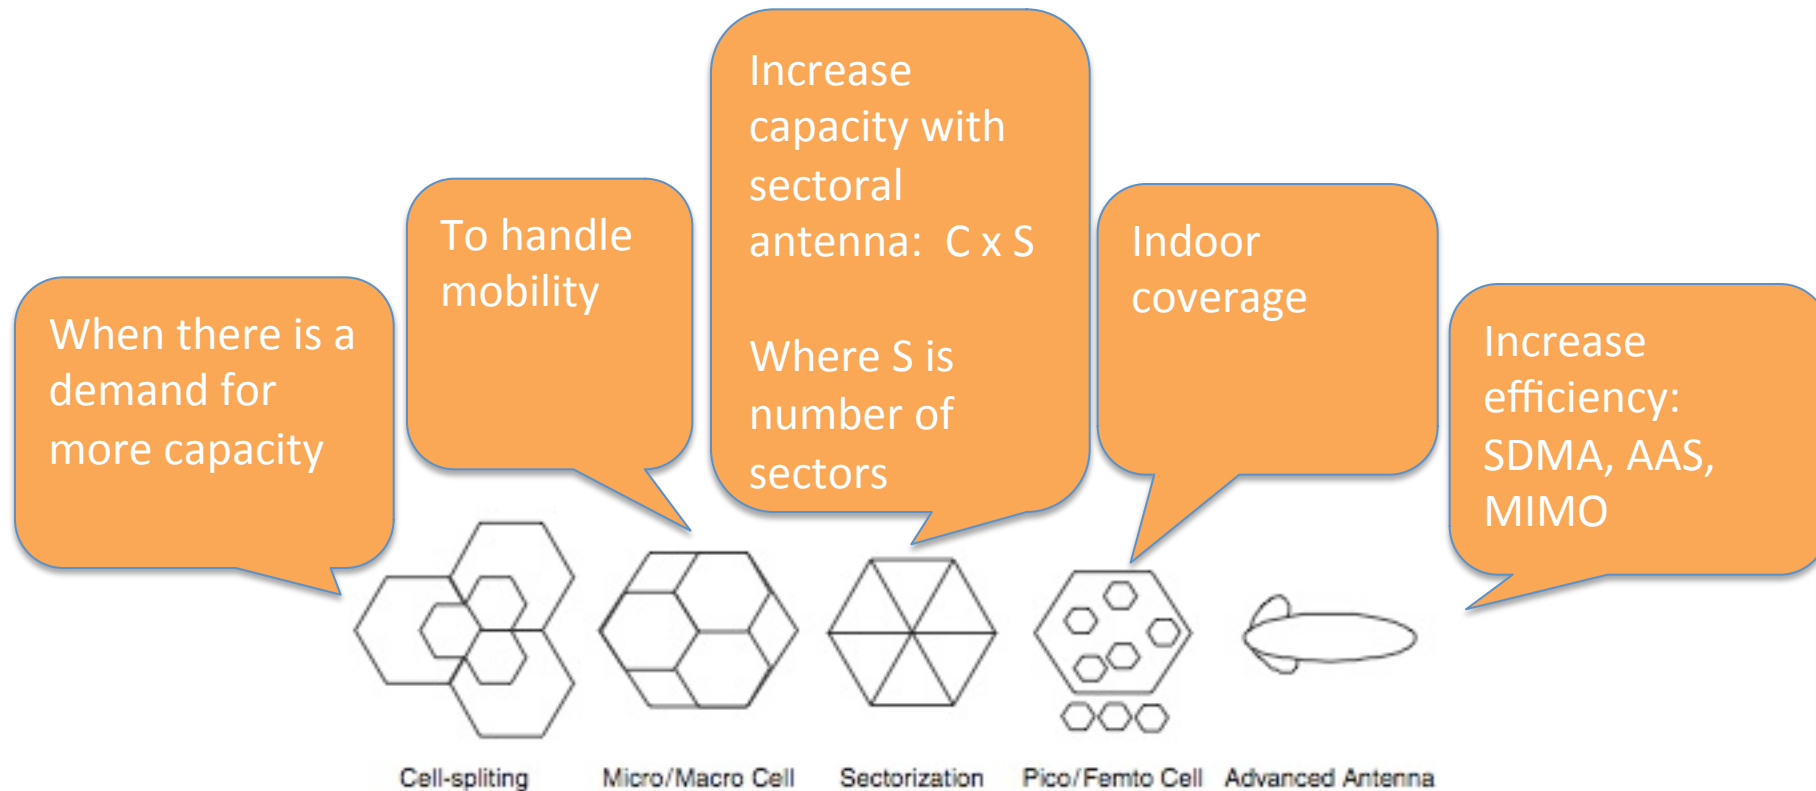 When there is a
demand for
more capacity
To handle
mobility
Increase
capacity with
sectoral
antenna:  C x S
Where S is
number of
sectors
Indoor
coverage
Increase
efficiency:
SDMA, AAS,
MIMO
Cell-spliting
Micro/Macro Cell
Sectorization
Pico/Femto Cell
Advanced Antenna